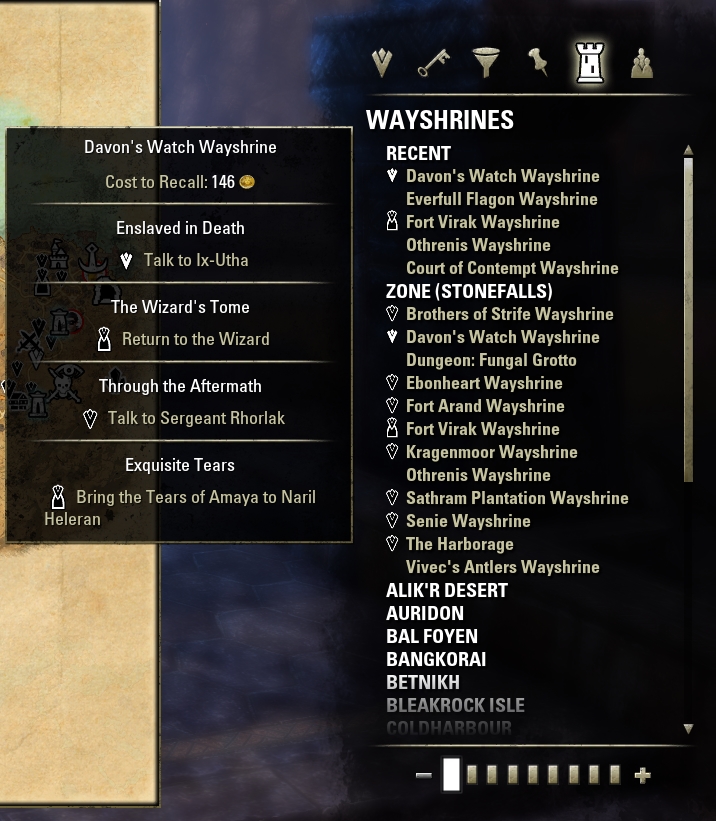 WAYSHRINES
Davon's Watch Wayshrine
Cost to Recall: 146
Enslaved in Death
Talk to Ix-Utha
The Wizard's Tome
Return to the Wizard
Through the Aftermath
Talk to Sergeant Rhorlak
Exquisite Tears
Bring the Tears of Amaya to Naril
Heleran
RECENT
Davon's Watch Wayshrine
Everfull Flagon Wayshrine
Fort Virak Wayshrine
Othrenis Wayshrine
Court of Contempt Wayshrine
ZONE (STONEFALLS)
Brothers of Strife Wayshrine
Davon's Watch Wayshrine
Dungeon: Fungal Grotto
Ebonheart Wayshrine
Fort Arand Wayshrine
Fort Virak Wayshrine
Kragenmoor Wayshrine
Othrenis Wayshrine
Sathram Plantation Wayshrine
Senie Wayshrine
The Harborage
Vivec's Antlers Wayshrine
ALIK'R DESERT
AURIDON
BAL FOYEN
BANGKORAI
BETNIKH
BLEAKROCK ISLE
COLDHARBOUR